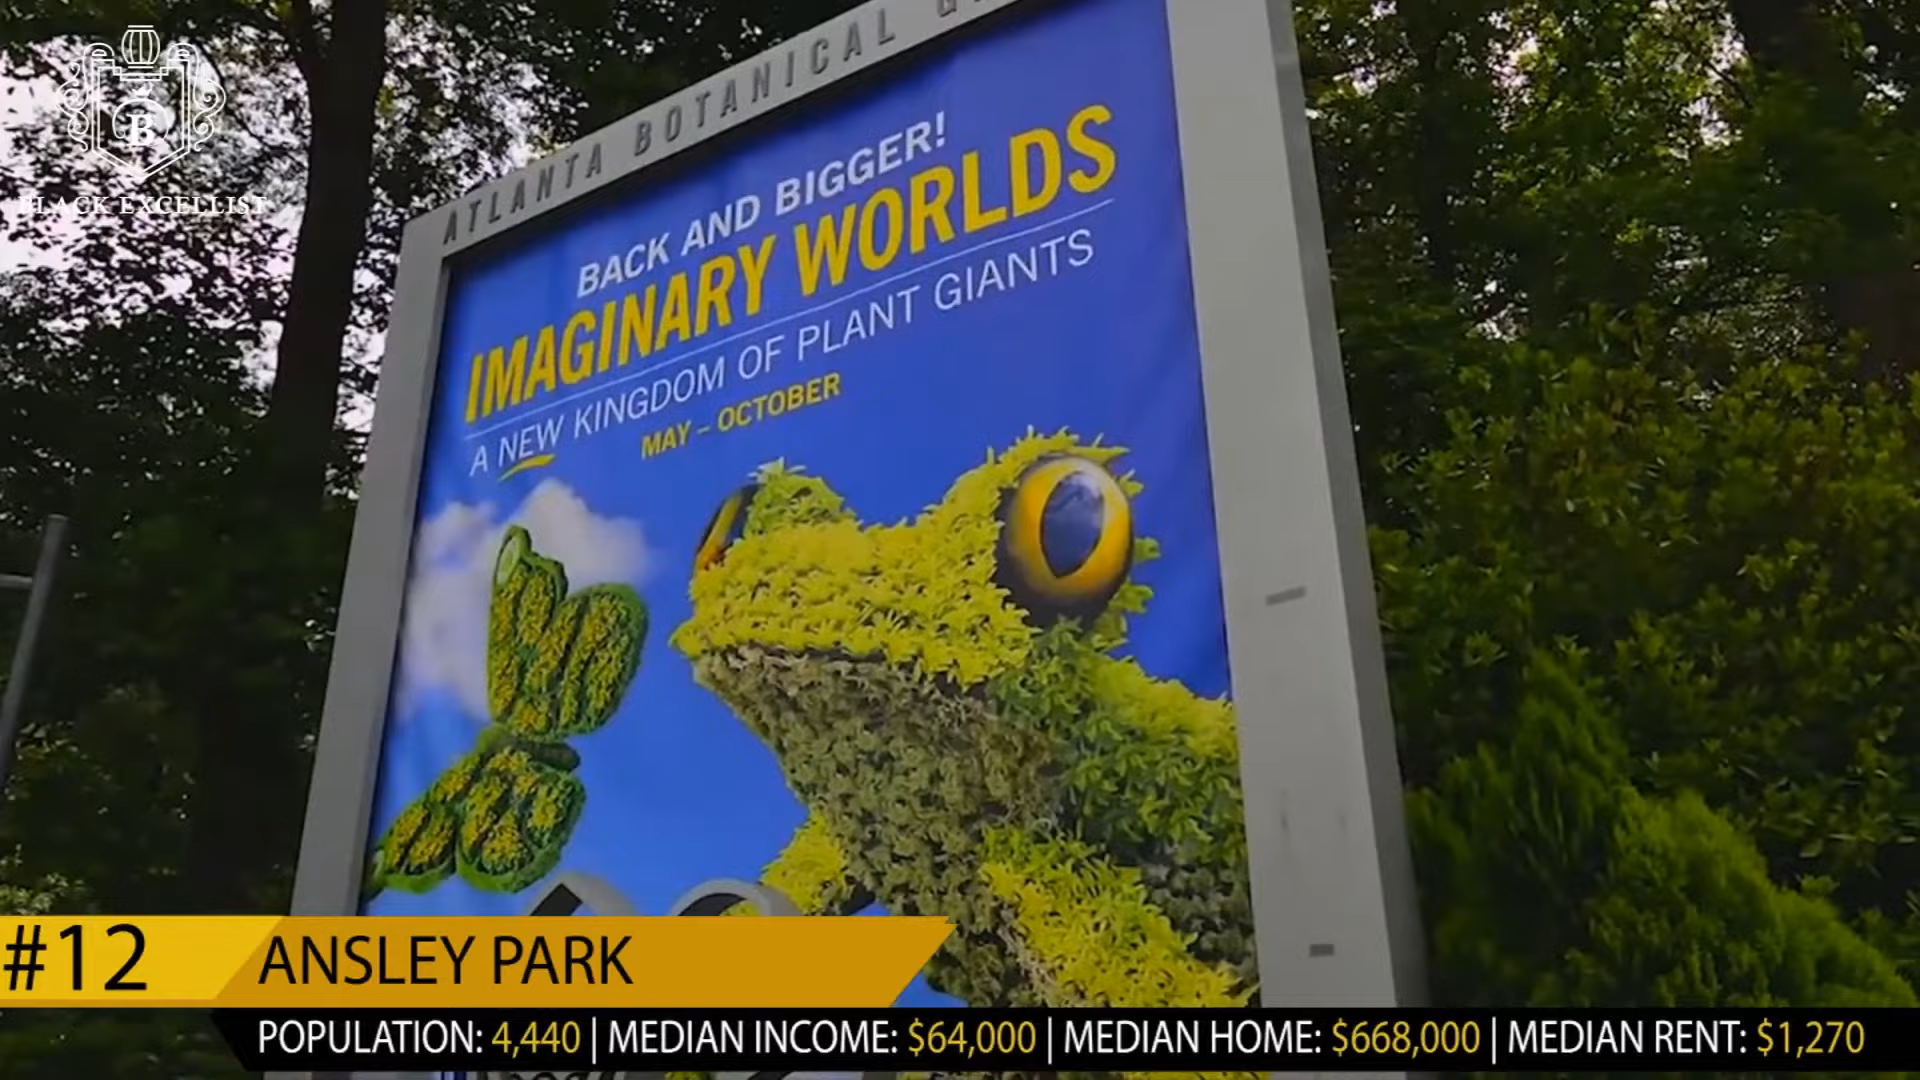 B
BLACK EXCELLIST
ATLANTA BOTANICAL
BACK AND BIGGER!
IMAGINARY WORLDS
A NEW KINGDOM OF PLANT GIANTS
MAY – OCTOBER
#12 ANSLEY PARK
POPULATION: 4,440 | MEDIAN INCOME: $64,000 | MEDIAN HOME: $668,000 | MEDIAN RENT: $1,270